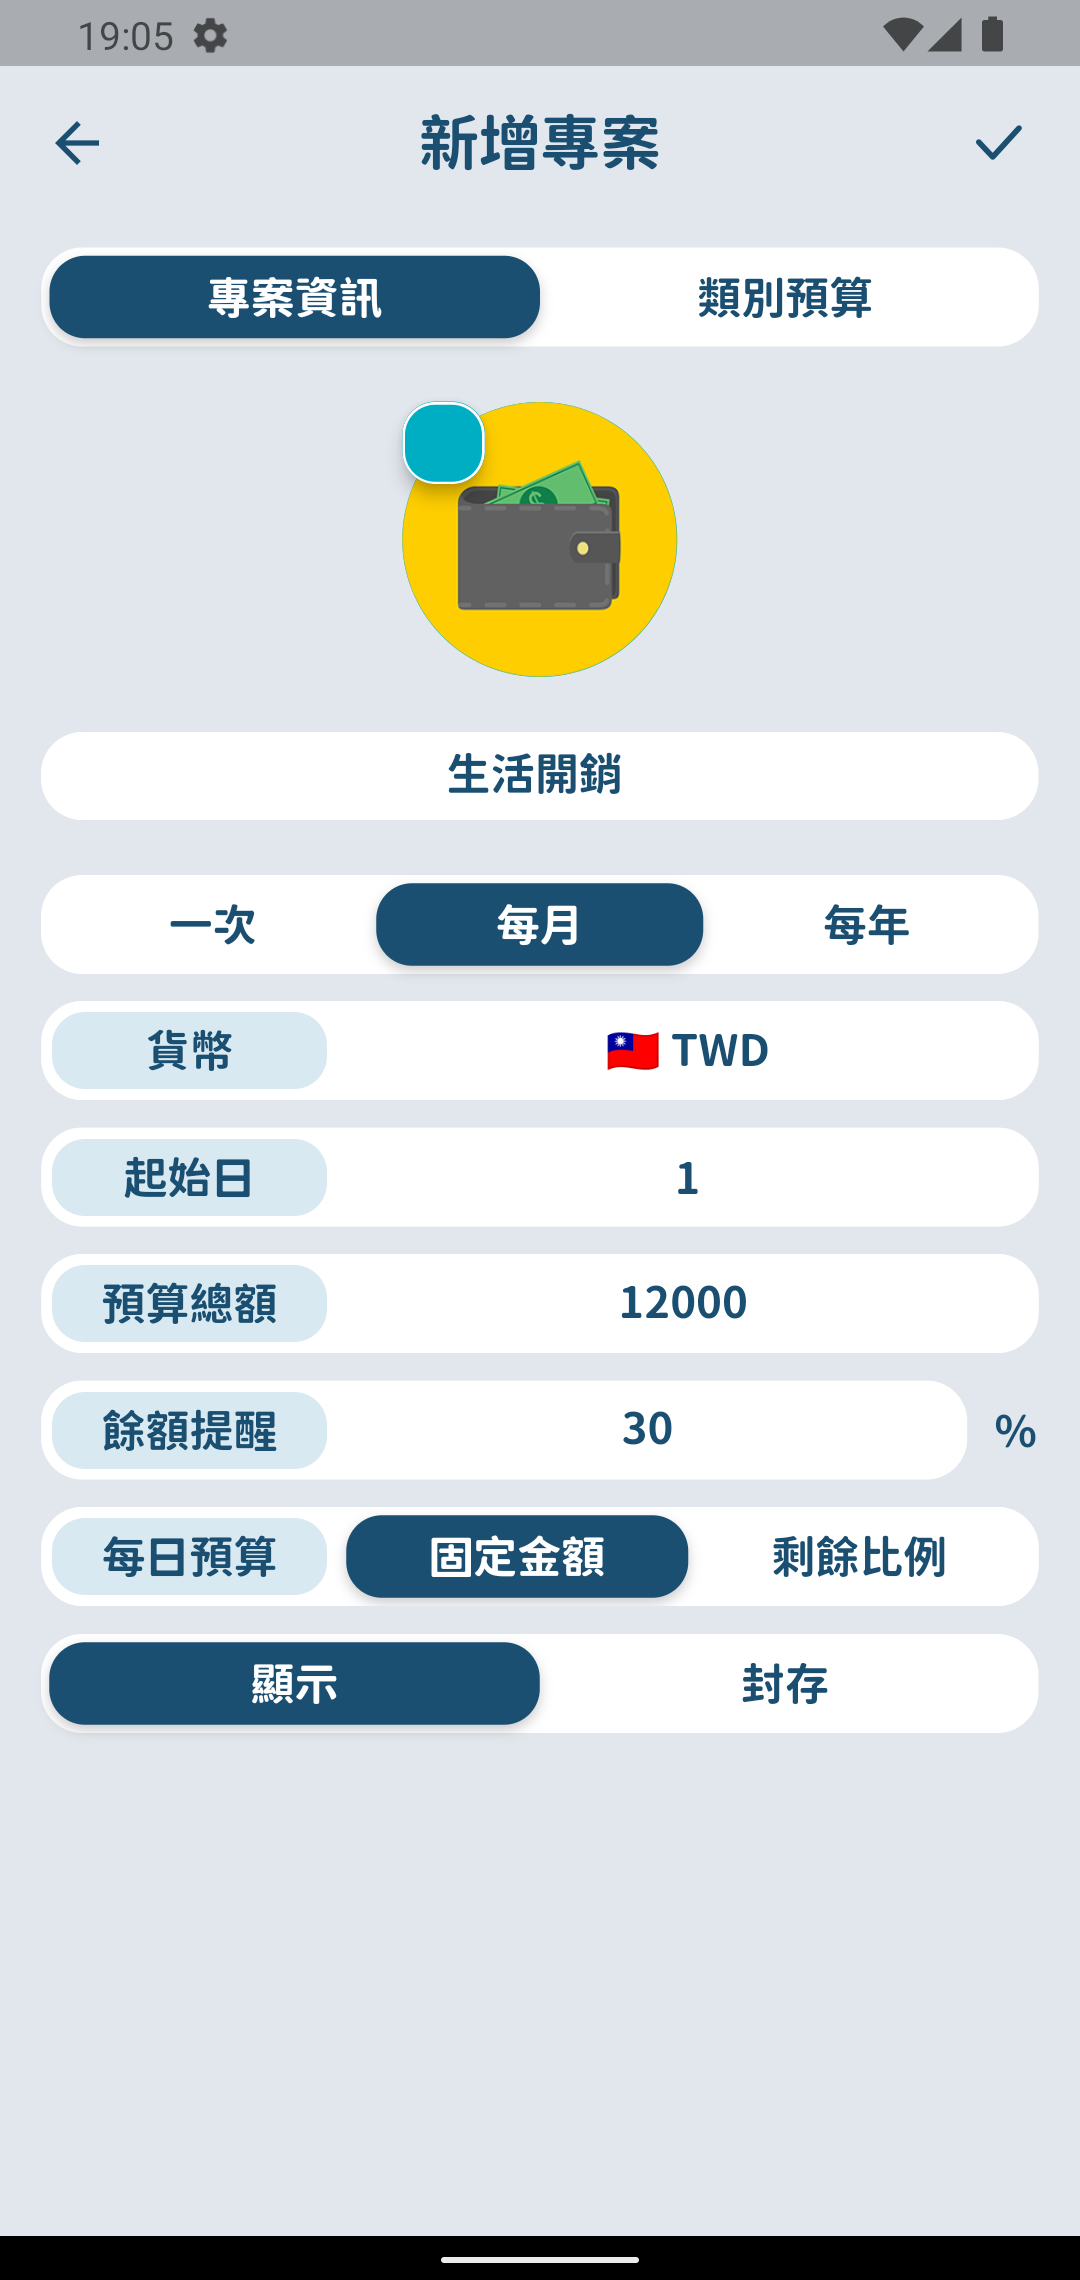 19:05
新增專案
專案資訊 類別預算
生活開銷
一次 每月 每年
貨幣 TWD
起始日 1
預算總額 12000
餘額提醒 30 %
每日預算 固定金額 剩餘比例
顯示 封存